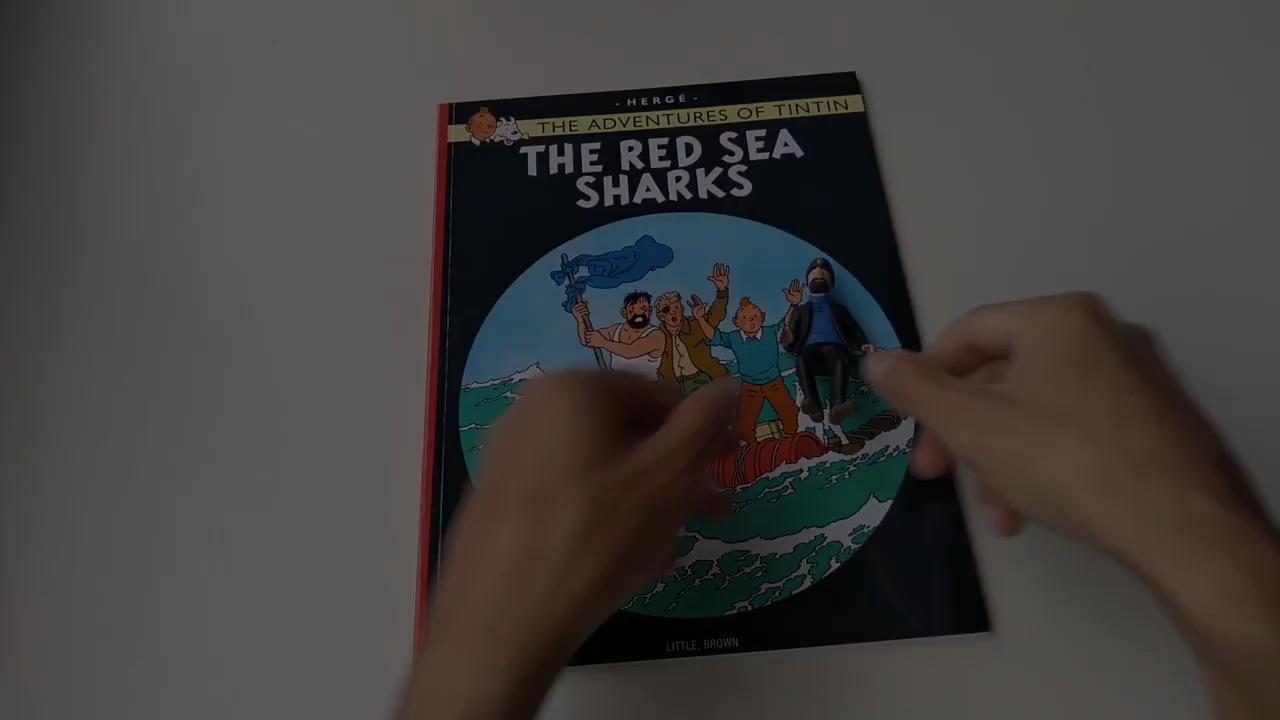 - HERGÉ -
THE ADVENTURES OF TINTIN
THE RED SEA
SHARKS
LITTLE, BROWN